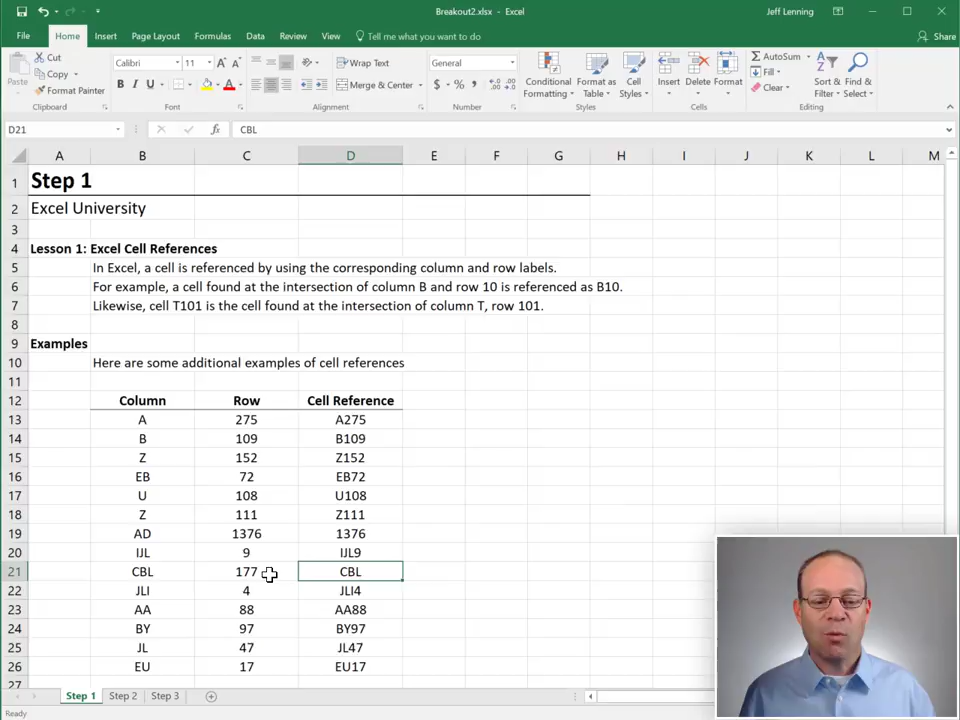 Breakout2.xlsx - Excel
Jeff Lenning
File Home Insert Page Layout Formulas Data Review View Tell me what you want to do Share
Paste
Cut
Copy
Format Painter
Clipboard
Calibri 11
B I U
Font
Wrap Text
Merge & Center
Alignment
General
$ % ,
Number
Conditional Formatting
Format as Table
Cell Styles
Styles
Insert Delete Format
Cells
AutoSum
Fill
Clear
Sort & Filter
Find & Select
Editing
D21 fx CBL
A B C D E F G H I J K L M
1 Step 1
2 Excel University
3
4 Lesson 1: Excel Cell References
5 In Excel, a cell is referenced by using the corresponding column and row labels.
6 For example, a cell found at the intersection of column B and row 10 is referenced as B10.
7 Likewise, cell T101 is the cell found at the intersection of column T, row 101.
8
9 Examples
10 Here are some additional examples of cell references
11
12 Column Row Cell Reference
13 A 275 A275
14 B 109 B109
15 Z 152 Z152
16 EB 72 EB72
17 U 108 U108
18 Z 111 Z111
19 AD 1376 1376
20 IJL 9 IJL9
21 CBL 177 CBL
22 JLI 4 JLI4
23 AA 88 AA88
24 BY 97 BY97
25 JL 47 JL47
26 EU 17 EU17
27
Step 1 Step 2 Step 3
Ready